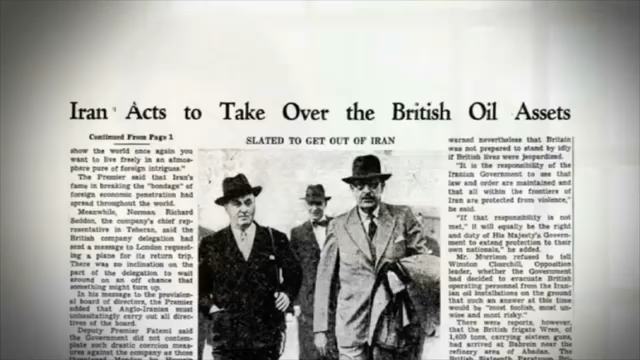 Iran Acts to Take Over the British Oil Assets
Continued From Page 1
show the world once again you
want to live freely in an atmos-
phere pure of foreign intrigues."
The Premier said that Iran's
fame in breaking the "bondage" of
foreign economic penetration had
spread throughout the world.
Meanwhile, Norman Richard
Seddon, the company's chief rep-
resentative in Teheran, said the
British company delegation had
sent a message to London request-
ing a plane for its return trip.
There was no inclination on the
part of the delegation to wait
around on an off chance that
something might turn up.
In his message to the provision-
al board of directors, the Premier
added that Anglo-Iranian must
unhesitatingly carry out all direc-
tives of the board.
Deputy Premier Fatemi said
the Government did not contem-
plate such drastic coercion meas-
ures against the company as those
SLATED TO GET OUT OF IRAN
warned nevertheless that Britain
was not prepared to stand by idly
if British lives were jeopardized.
"It is the responsibility of the
Iranian Government to see that
law and order are maintained and
that all within the frontiers of
Iran are protected from violence,"
he said.
"If that responsibility is not
met," it will equally be the right
and duty of His Majesty's Govern-
ment to extend protection to their
own nationals," he added.
Mr. Morrison refused to tell
Winston Churchill, Opposition
leader, whether the Government
had decided to evacuate British
operating personnel from the Iran-
ian oil installations on the ground
that such an answer at this time
would be "most foolish, most un-
wise and most risky."
There were reports, however,
that the British frigate Wren, of
1,600 tons, carrying sixteen guns,
had arrived at Bahrein near the
refinery area of Abadan. The
British Sixteenth